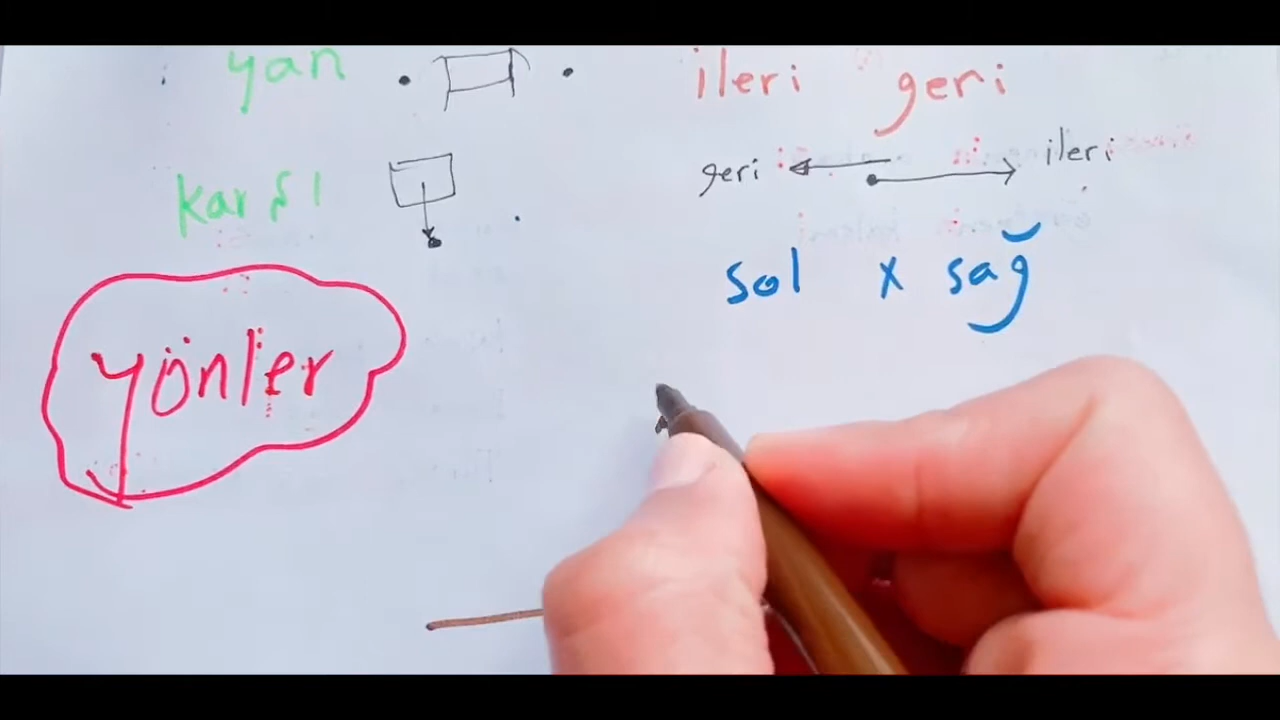 yan
ileri geri
geri ileri
karşı
sol x sağ
yönler